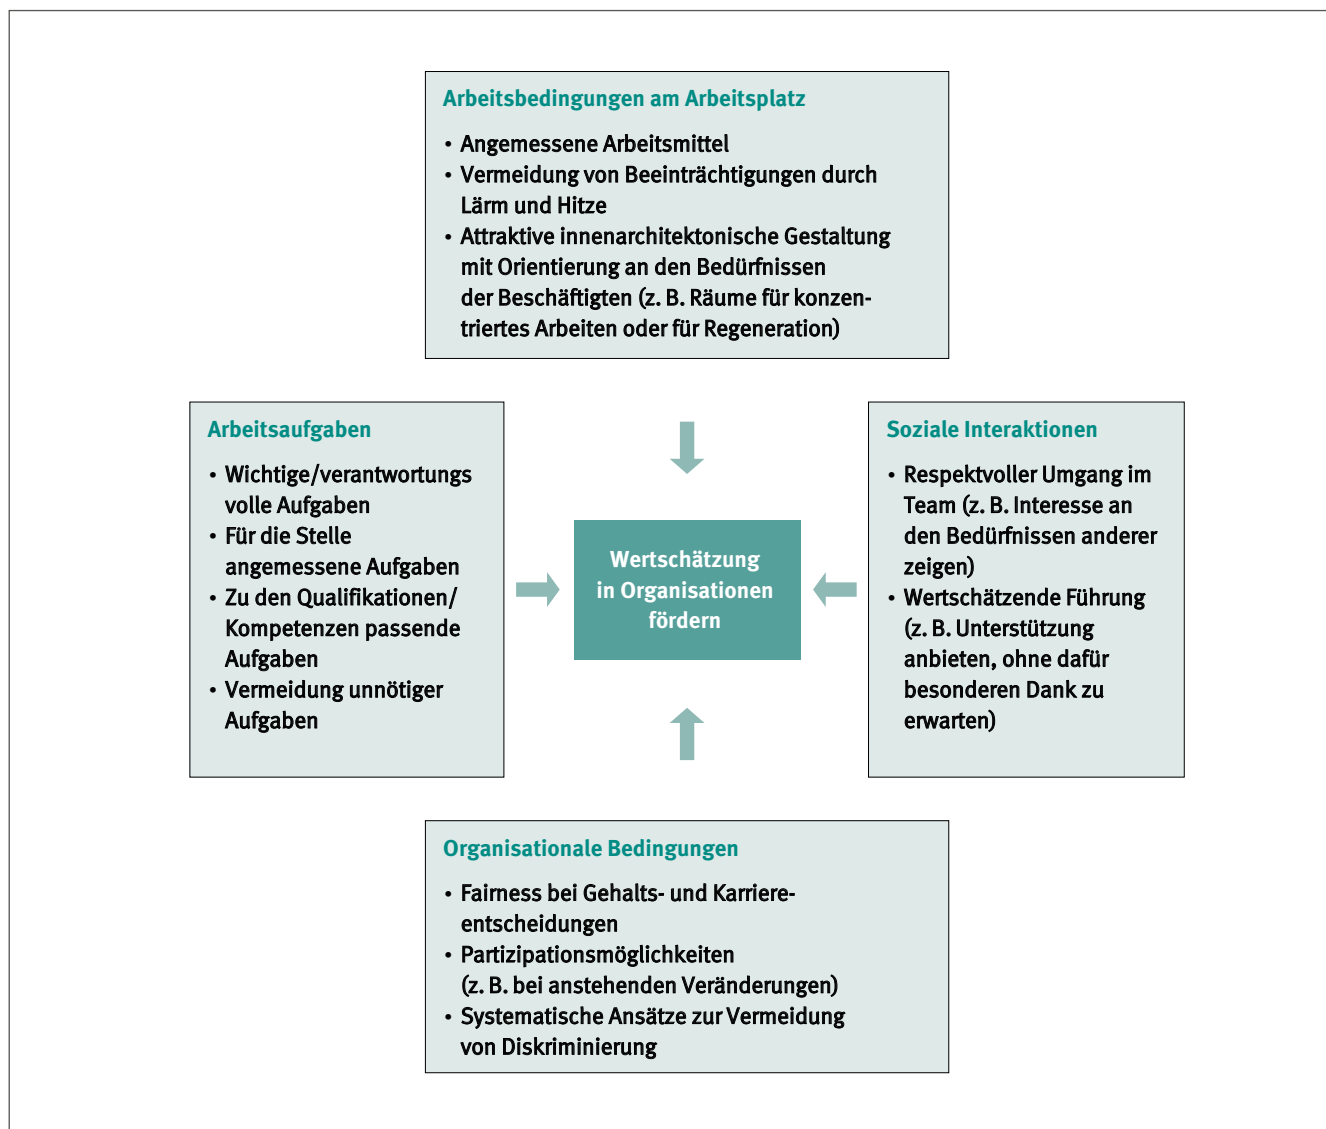 Arbeitsbedingungen am Arbeitsplatz
• Angemessene Arbeitsmittel
• Vermeidung von Beeinträchtigungen durch
Lärm und Hitze
• Attraktive innenarchitektonische Gestaltung
mit Orientierung an den Bedürfnissen
der Beschäftigten (z. B. Räume für konzen-
triertes Arbeiten oder für Regeneration)
Arbeitsaufgaben
• Wichtige/verantwortungs
volle Aufgaben
• Für die Stelle
angemessene Aufgaben
• Zu den Qualifikationen/
Kompetenzen passende
Aufgaben
• Vermeidung unnötiger
Aufgaben
Wertschätzung
in Organisationen
fördern
Soziale Interaktionen
• Respektvoller Umgang im
Team (z. B. Interesse an
den Bedürfnissen anderer
zeigen)
• Wertschätzende Führung
(z. B. Unterstützung
anbieten, ohne dafür
besonderen Dank zu
erwarten)
Organisationale Bedingungen
• Fairness bei Gehalts- und Karriere-
entscheidungen
• Partizipationsmöglichkeiten
(z. B. bei anstehenden Veränderungen)
• Systematische Ansätze zur Vermeidung
von Diskriminierung